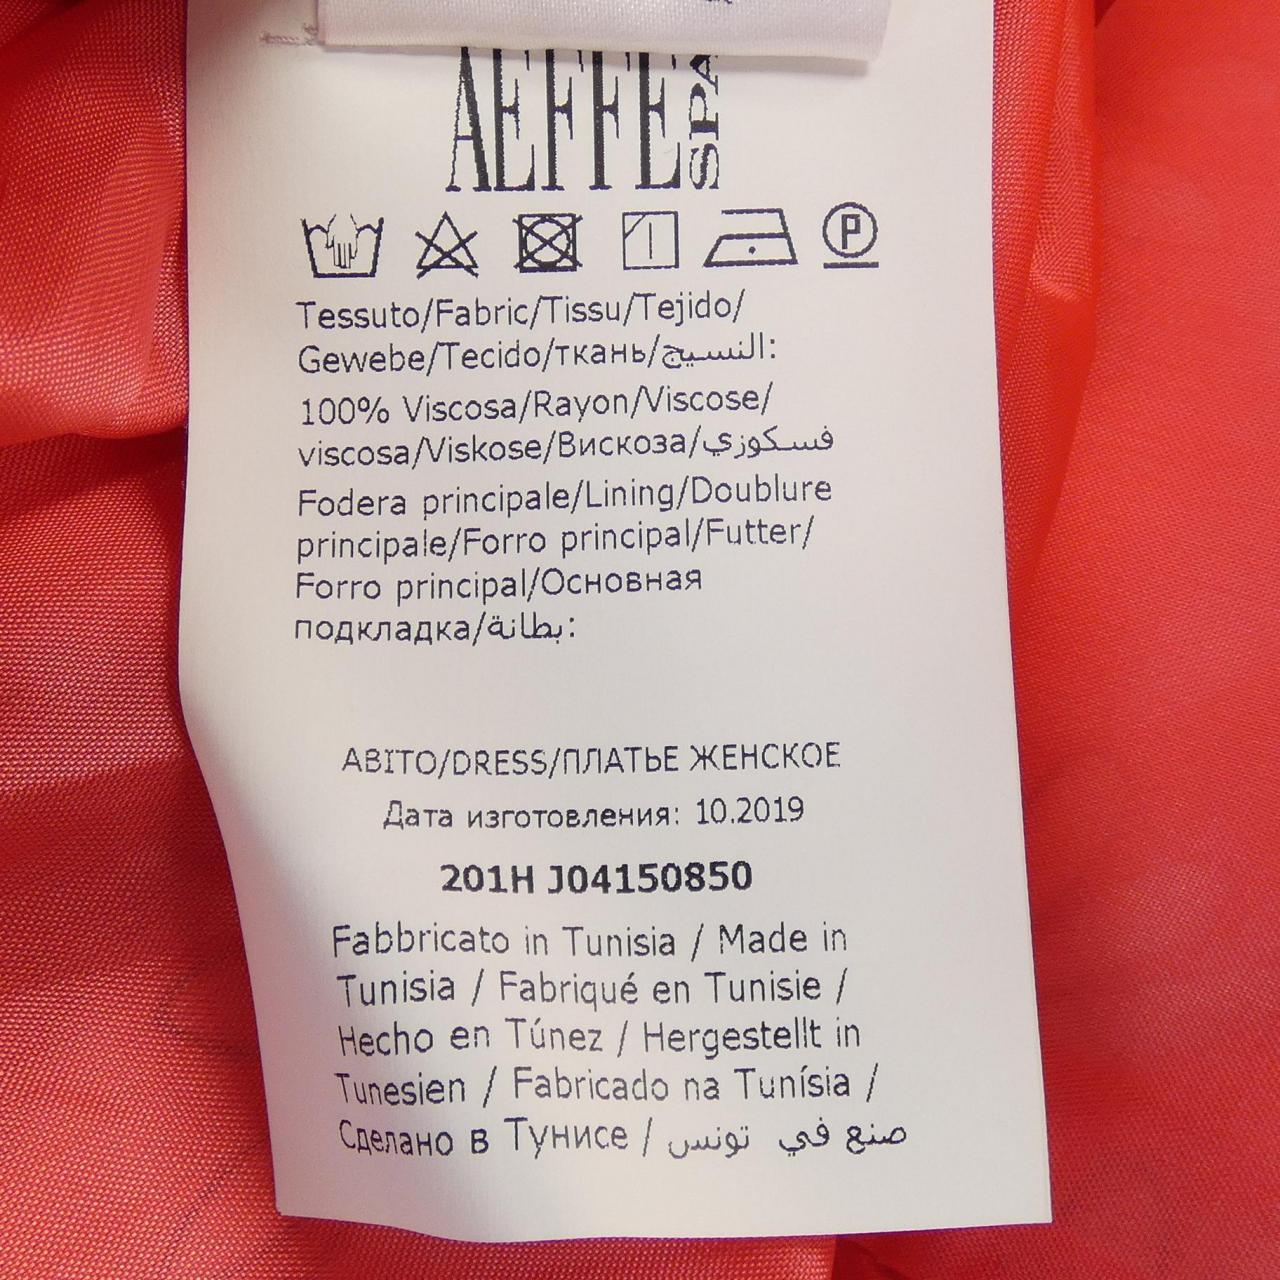 AEFFE SPA
P
Tessuto/Fabric/Tissu/Tejido/
Gewebe/Tecido/ткань/النسيج:
100% Viscosa/Rayon/Viscose/
viscosa/Viskose/Вискоза/فسكوزي
Fodera principale/Lining/Doublure
principale/Forro principal/Futter/
Forro principal/Основная
подкладка/بطانة:
ABITO/DRESS/ПЛАТЬЕ ЖЕНСКОЕ
Дата изготовления: 10.2019
201H J04150850
Fabbricato in Tunisia / Made in
Tunisia / Fabriqué en Tunisie /
Hecho en Túnez / Hergestellt in
Tunesien / Fabricado na Tunísia /
Сделано в Тунисе / صنع في تونس